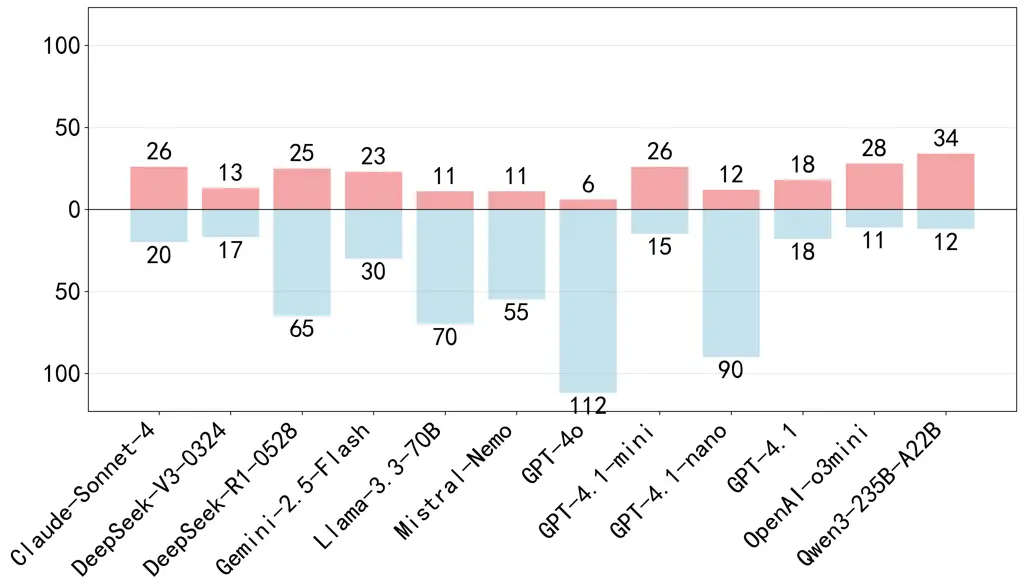 100
50
0
50
100
26 13 25 23 11 11 6 26 12 18 28 34
20 17 65 30 70 55 112 15 90 18 11 12
Claude-Sonnet-4
DeepSeek-V3-0324
DeepSeek-R1-0528
Gemini-2.5-Flash
Llama-3.3-70B
Mistral-Nemo
GPT-4o
GPT-4.1-mini
GPT-4.1-nano
GPT-4.1
OpenAI-o3mini
Qwen3-235B-A22B